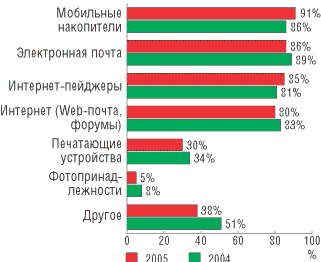 Мобильные
накопители
91%
86%
Электронная почта
86%
89%
Интернет-пейджеры
85%
81%
Интернет (Web-почта,
форумы)
80%
83%
Печатающие
устройства
30%
34%
Фотопринад-
лежности
5%
8%
Другое
38%
51%
0 20 40 60 80 100
%
2005 2004